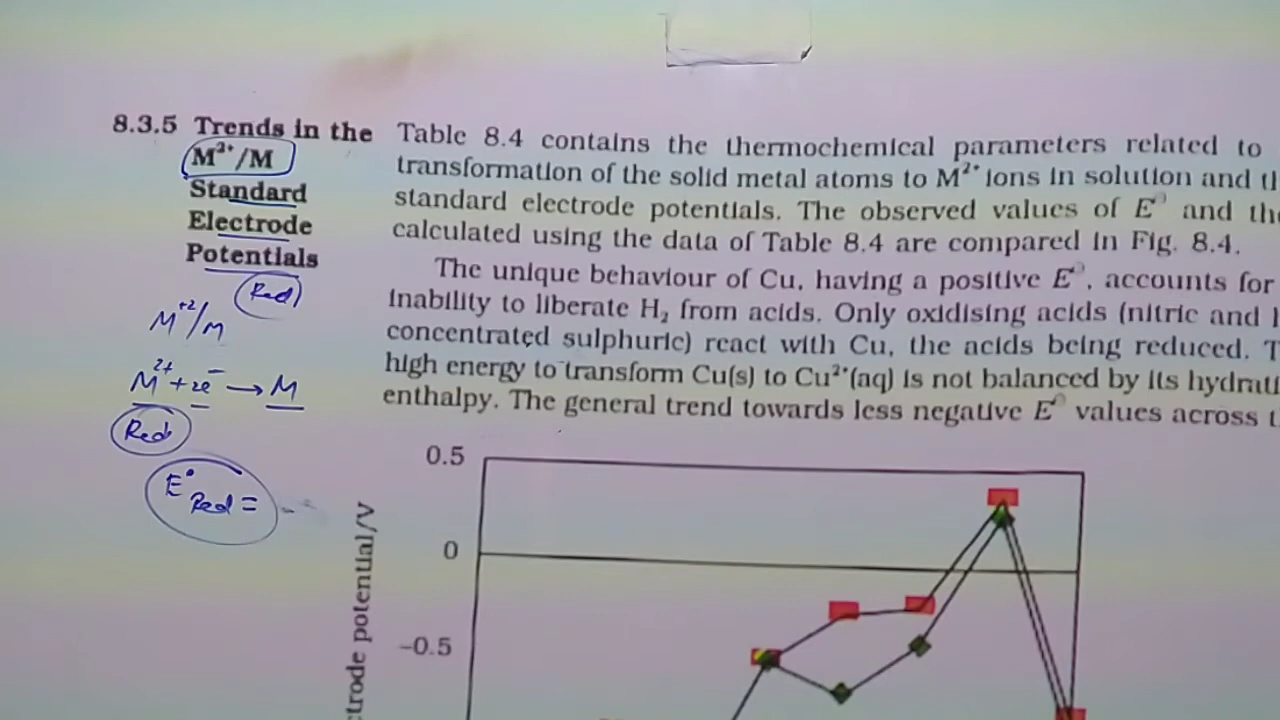 8.3.5 Trends in the
M²⁺/M
Standard
Electrode
Potentials
Red
M⁺²/M
M²⁺+2e⁻ → M
Red
E° Red =
Table 8.4 contains the thermochemical parameters related to
transformation of the solid metal atoms to M²⁺ ions in solution and
standard electrode potentials. The observed values of E° and
calculated using the data of Table 8.4 are compared in Fig. 8.4.
The unique behaviour of Cu, having a positive E°, accounts for
inability to liberate H₂ from acids. Only oxidising acids (nitric and
concentrated sulphuric) react with Cu, the acids being reduced.
high energy to transform Cu(s) to Cu²⁺(aq) is not balanced by its
enthalpy. The general trend towards less negative E° values across
0.5
0
–0.5
potential/V